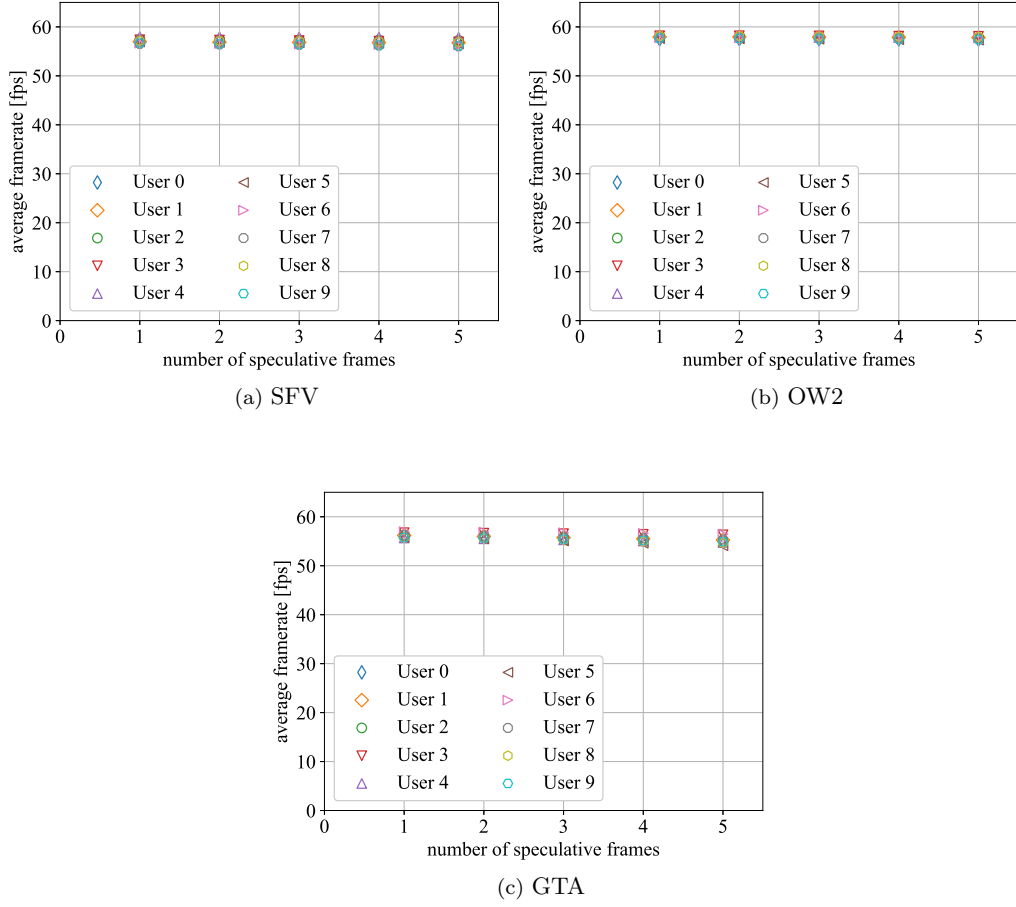 60
50
40
30
20
10
0
average framerate [fps]
User 0
User 1
User 2
User 3
User 4
User 5
User 6
User 7
User 8
User 9
0 1 2 3 4 5
number of speculative frames
(a) SFV
60
50
40
30
20
10
0
average framerate [fps]
User 0
User 1
User 2
User 3
User 4
User 5
User 6
User 7
User 8
User 9
0 1 2 3 4 5
number of speculative frames
(b) OW2
60
50
40
30
20
10
0
average framerate [fps]
User 0
User 1
User 2
User 3
User 4
User 5
User 6
User 7
User 8
User 9
0 1 2 3 4 5
number of speculative frames
(c) GTA